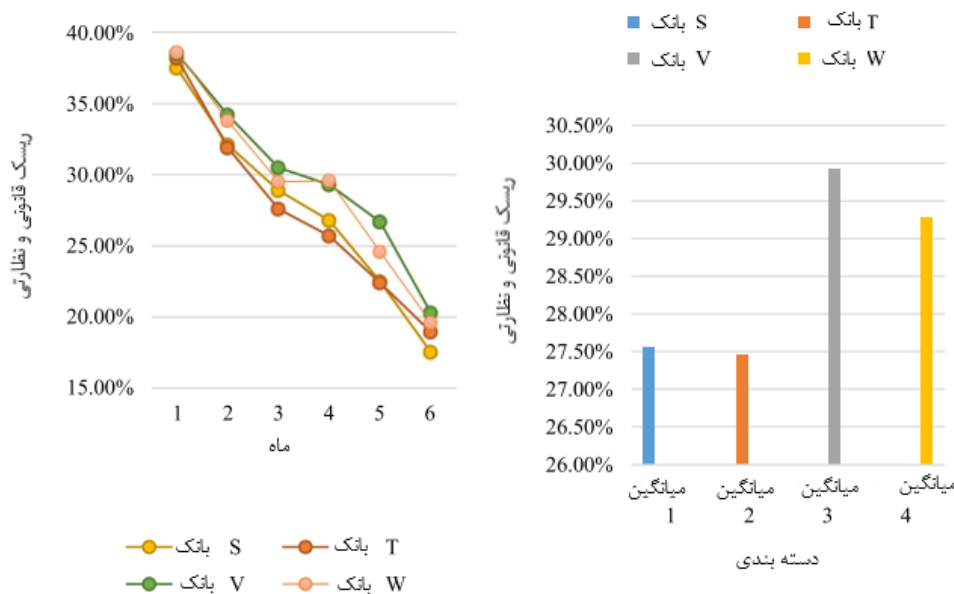 40.00%
35.00%
30.00%
25.00%
20.00%
15.00%
ریسک قانونی و نظارتی
1 2 3 4 5 6
ماه
بانک S
بانک T
بانک V
بانک W
بانک S
بانک T
بانک V
بانک W
30.50%
30.00%
29.50%
29.00%
28.50%
28.00%
27.50%
27.00%
26.50%
26.00%
ریسک قانونی و نظارتی
میانگین میانگین میانگین میانگین
1 2 3 4
دسته بندی